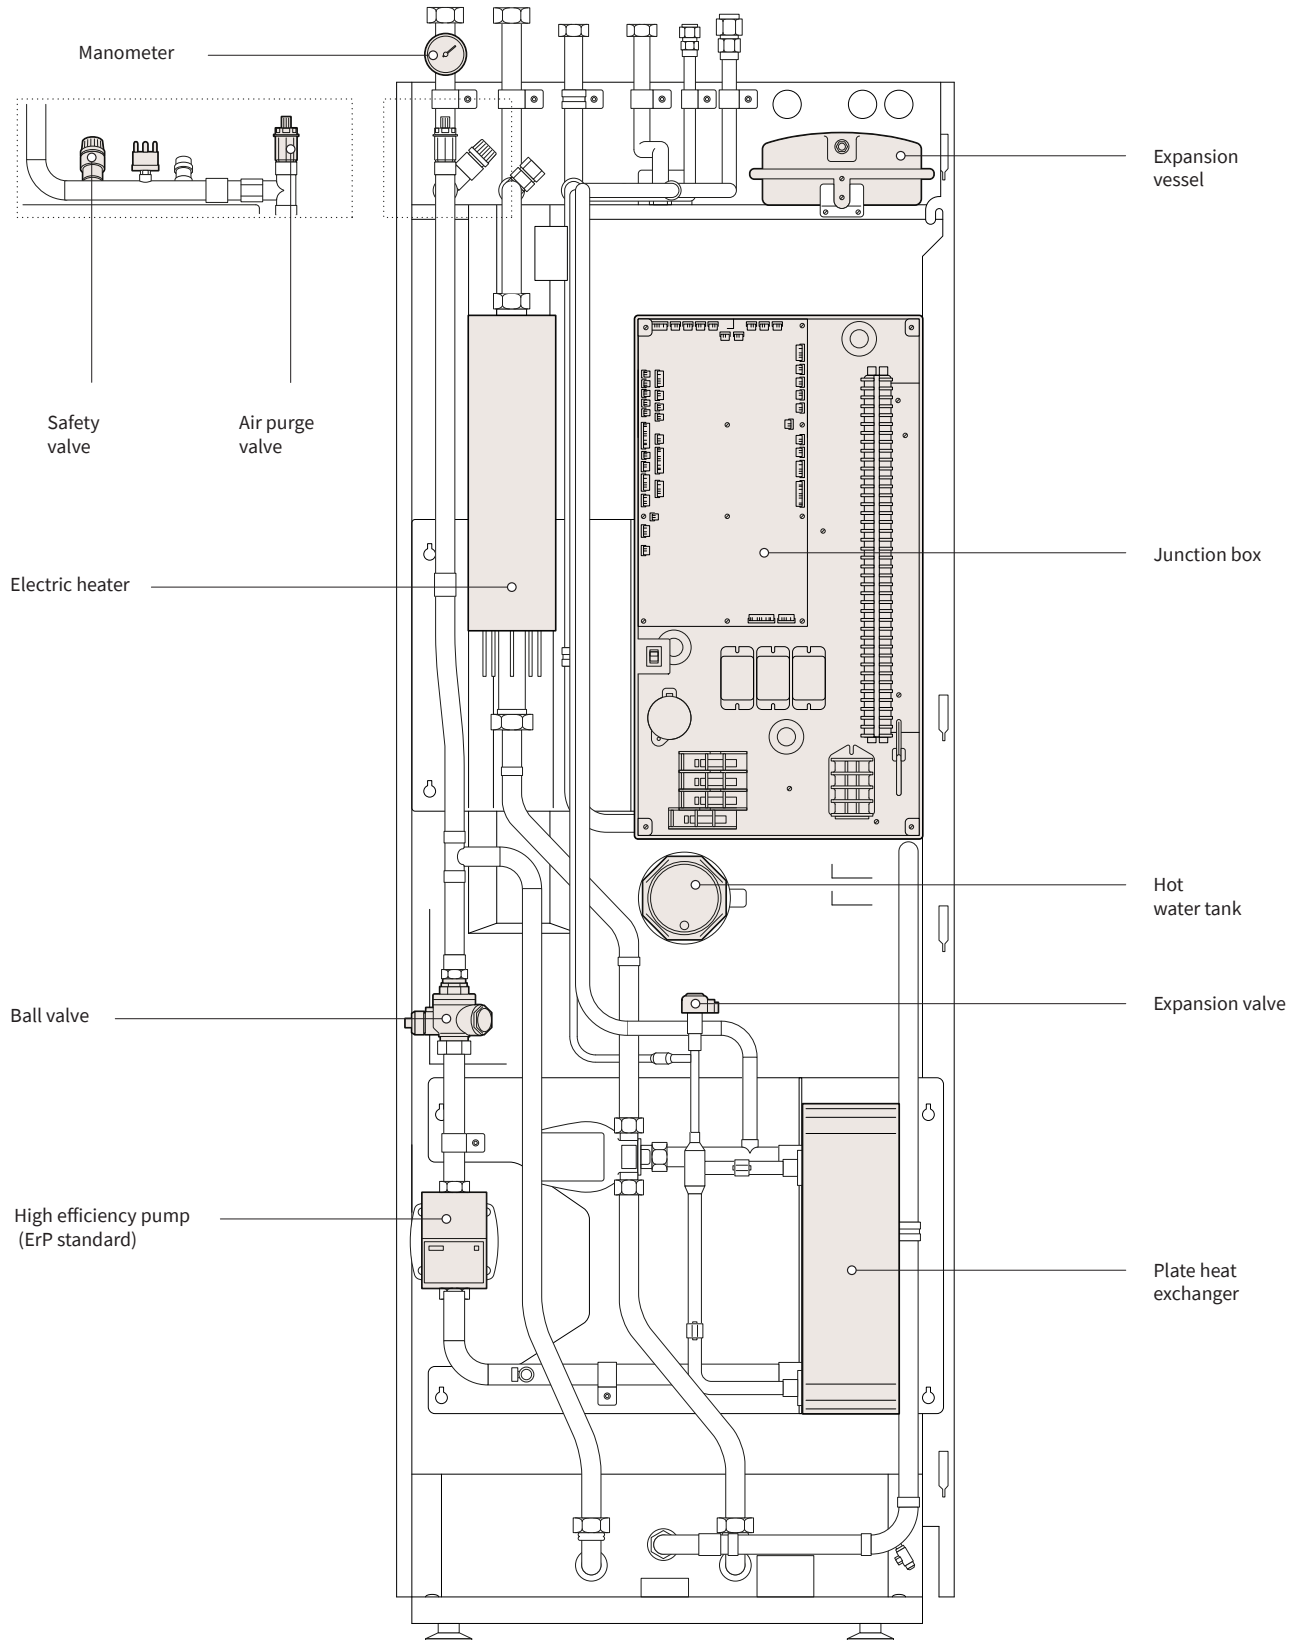 Manometer
Expansion
vessel
Safety
valve
Air purge
valve
Junction box
Electric heater
Hot
water tank
Ball valve
Expansion valve
High efficiency pump
(ErP standard)
Plate heat
exchanger